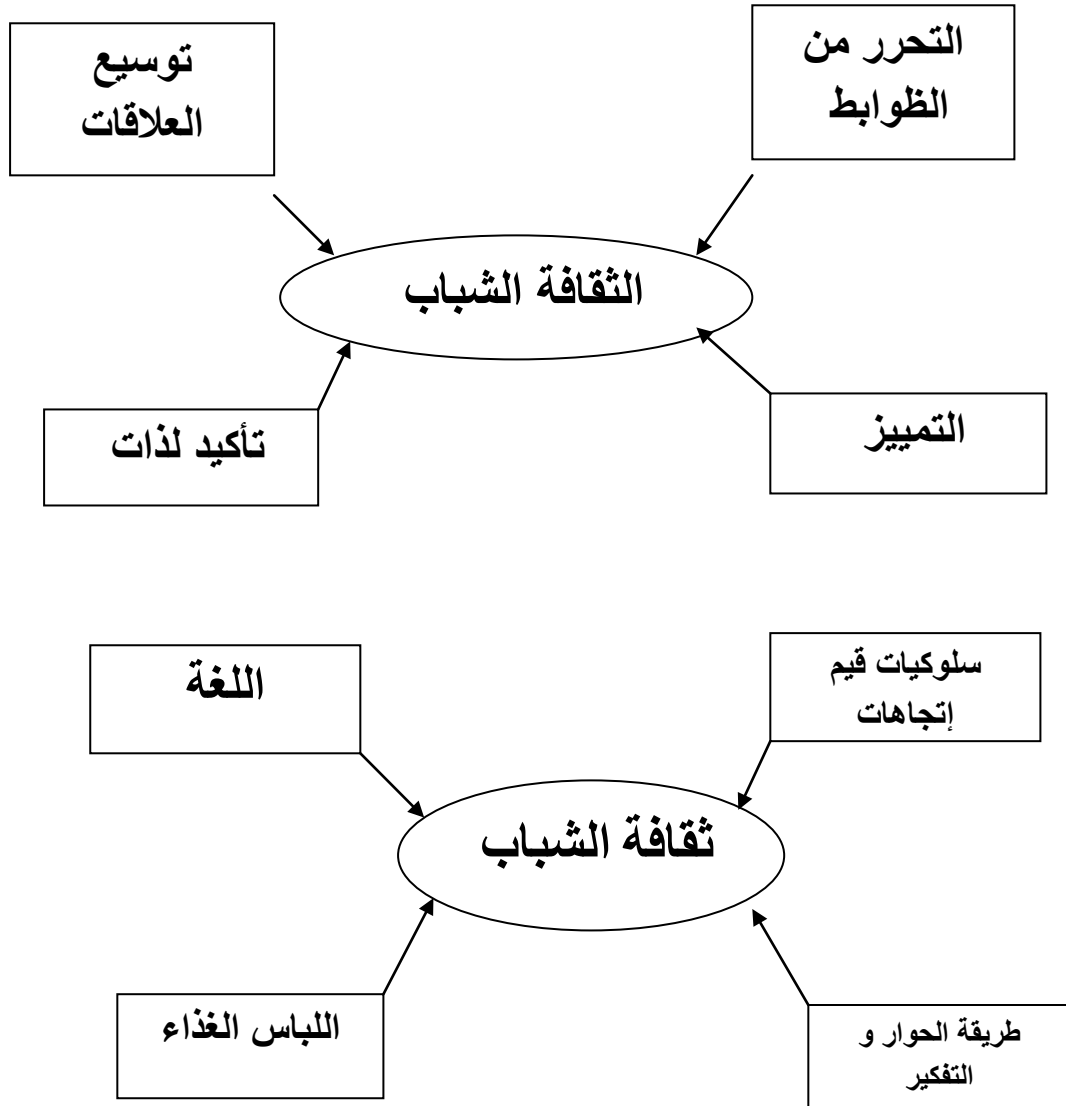 التحرر من
الظوابط
توسيع
العلاقات
الثقافة الشباب
التمييز
تأكيد لذات
سلوكيات قيم
إتجاهات
اللغة
ثقافة الشباب
طريقة الحوار و
التفكير
اللباس الغذاء